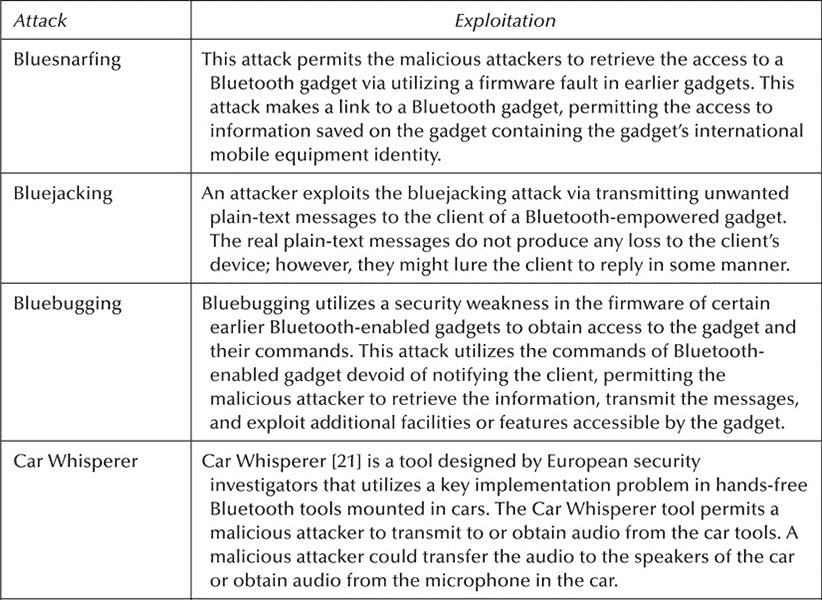 Attack Exploitation
Bluesnarfing This attack permits the malicious attackers to retrieve the access to a
Bluetooth gadget via utilizing a firmware fault in earlier gadgets. This
attack makes a link to a Bluetooth gadget, permitting the access to
information saved on the gadget containing the gadget's international
mobile equipment identity.
Bluejacking An attacker exploits the bluejacking attack via transmitting unwanted
plain-text messages to the client of a Bluetooth-empowered gadget.
The real plain-text messages do not produce any loss to the client's
device; however, they might lure the client to reply in some manner.
Bluebugging Bluebugging utilizes a security weakness in the firmware of certain
earlier Bluetooth-enabled gadgets to obtain access to the gadget and
their commands. This attack utilizes the commands of Bluetooth-
enabled gadget devoid of notifying the client, permitting the
malicious attacker to retrieve the information, transmit the messages,
and exploit additional facilities or features accessible by the gadget.
Car Whisperer Car Whisperer [21] is a tool designed by European security
investigators that utilizes a key implementation problem in hands-free
Bluetooth tools mounted in cars. The Car Whisperer tool permits a
malicious attacker to transmit to or obtain audio from the car tools. A
malicious attacker could transfer the audio to the speakers of the car
or obtain audio from the microphone in the car.